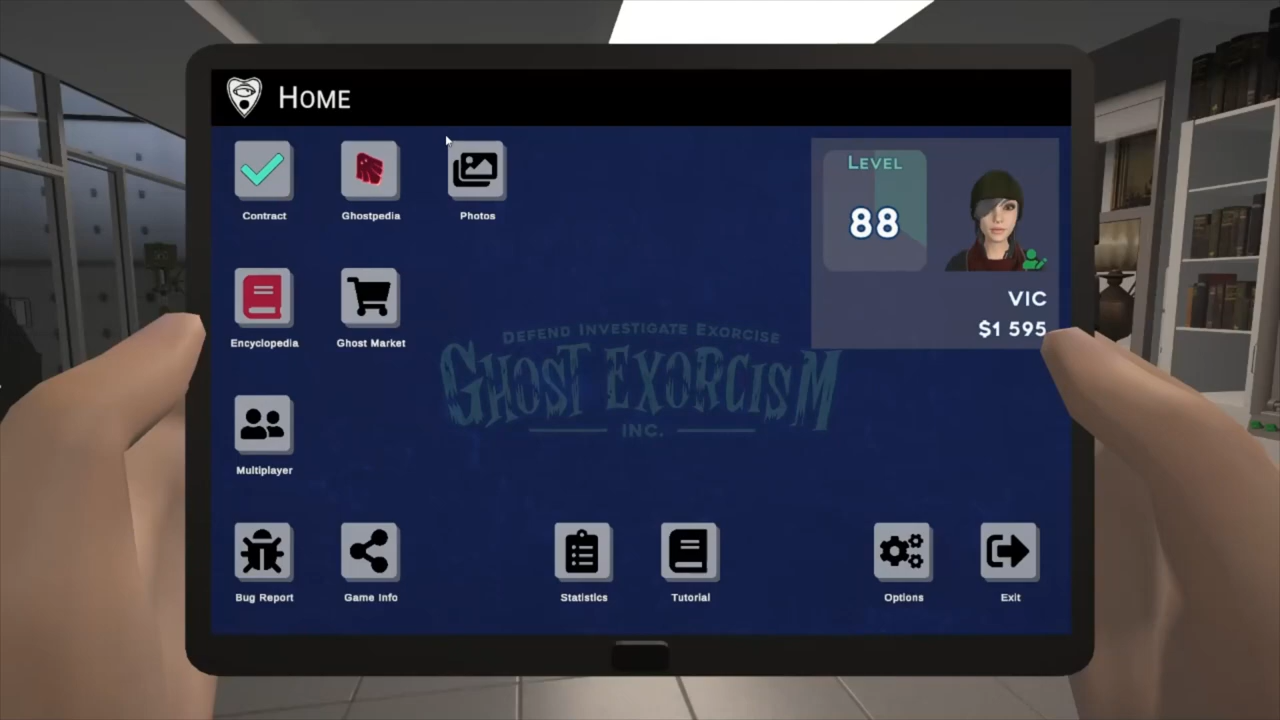 HOME
Contract
Ghostpedia
Photos
LEVEL
88
VIC
$1 595
Encyclopedia
Ghost Market
DEFEND INVESTIGATE EXORCISE
GHOST EXORCISM
INC.
Multiplayer
Bug Report
Game Info
Statistics
Tutorial
Options
Exit